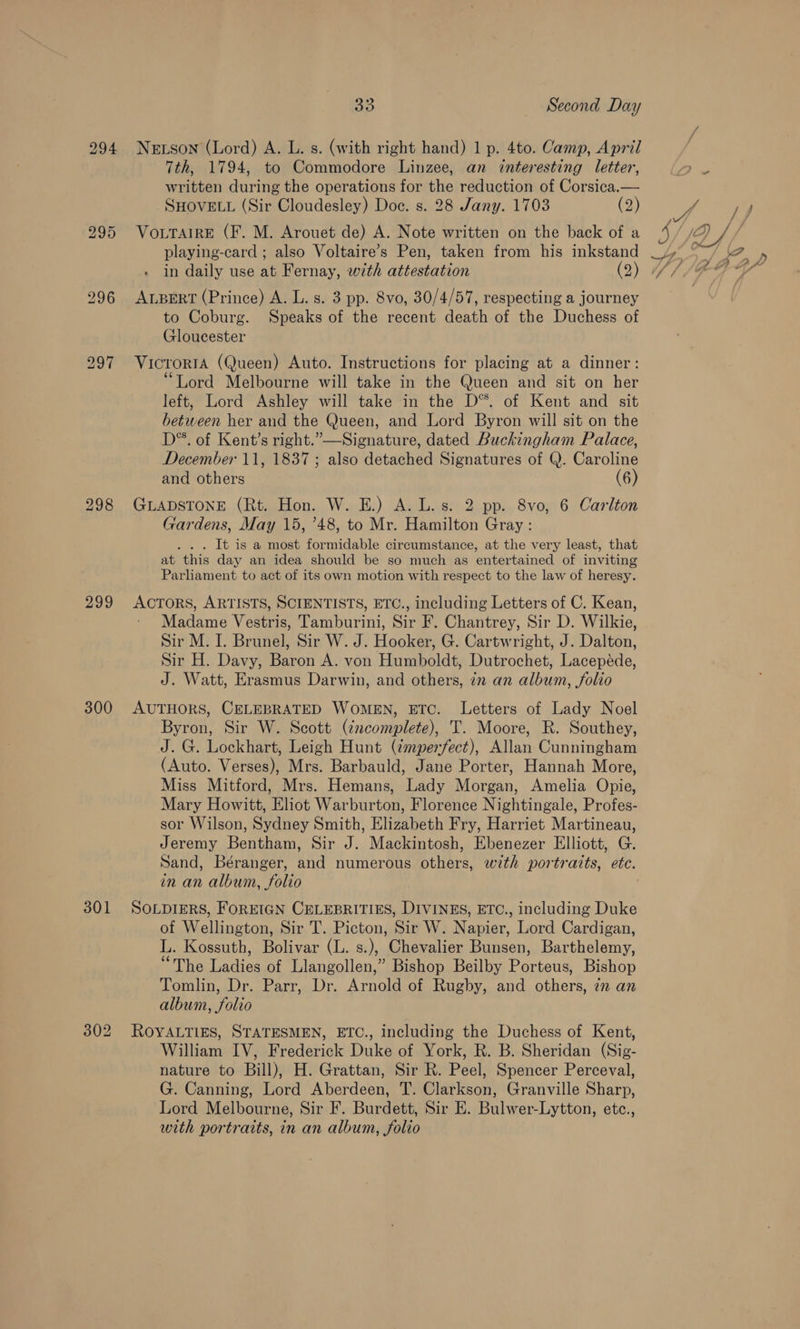 33 Second Day
294 NELSON (Lord) A. L. s. (with right hand) 1 p. 4to. Camp, April
7th, 1794, to Commodore Linzee, an interesting letter,
written during the operations for the reduction of Corsica.—
SHOVELL (Sir Cloudesley) Doc. s. 28 Jany. 1703 (2)
295 VOLTAIRE (F. M. Arouet de) A. Note written on the back of a
playing-card ; also Voltaire’s Pen, taken from his inkstand
in daily use at Fernay, with attestation (2)
296 ALBERT (Prince) A. L. s. 3 pp. 8vo, 30/4/57, respecting a journey
to Coburg. Speaks of the recent death of the Duchess of
Gloucester
297 VICTORIA (Queen) Auto. Instructions for placing at a dinner:
“Lord Melbourne will take in the Queen and sit on her
left, Lord Ashley will take in the Dˢˢ. of Kent and sit
between her and the Queen, and Lord Byron will sit on the
Dˢˢ. of Kent’s right.”—Signature, dated Buckingham Palace,
December 11, 1837 ; also detached Signatures of Q. Caroline
and others (6)
298 GLADSTONE (Rt. Hon. W. E.) A. L. s. 2 pp. 8vo, 6 Carlton
Gardens, May 15, ’48, to Mr. Hamilton Gray :
. . . It is a most formidable circumstance, at the very least, that
at this day an idea should be so much as entertained of inviting
Parliament to act of its own motion with respect to the law of heresy.
299 ACTORS, ARTISTS, SCIENTISTS, ETC., including Letters of C. Kean,
Madame Vestris, Tamburini, Sir F. Chantrey, Sir D. Wilkie,
Sir M. I. Brunel, Sir W. J. Hooker, G. Cartwright, J. Dalton,
Sir H. Davy, Baron A. von Humboldt, Dutrochet, Lacepéde,
J. Watt, Erasmus Darwin, and others, in an album, folio
300 AUTHORS, CELEBRATED WOMEN, ETC. Letters of Lady Noel
Byron, Sir W. Scott (incomplete), T. Moore, R. Southey,
J. G. Lockhart, Leigh Hunt (imperfect), Allan Cunningham
(Auto. Verses), Mrs. Barbauld, Jane Porter, Hannah More,
Miss Mitford, Mrs. Hemans, Lady Morgan, Amelia Opie,
Mary Howitt, Eliot Warburton, Florence Nightingale, Profes-
sor Wilson, Sydney Smith, Elizabeth Fry, Harriet Martineau,
Jeremy Bentham, Sir J. Mackintosh, Ebenezer Elliott, G.
Sand, Béranger, and numerous others, with portraits, etc.
in an album, folio
301 SOLDIERS, FOREIGN CELEBRITIES, DIVINES, ETC., including Duke
of Wellington, Sir T. Picton, Sir W. Napier, Lord Cardigan,
L. Kossuth, Bolivar (L. s.), Chevalier Bunsen, Barthelemy,
“The Ladies of Llangollen,” Bishop Beilby Porteus, Bishop
Tomlin, Dr. Parr, Dr. Arnold of Rugby, and others, in an
album, folio
302 ROYALTIES, STATESMEN, ETC., including the Duchess of Kent,
William IV, Frederick Duke of York, R. B. Sheridan (Sig-
nature to Bill), H. Grattan, Sir R. Peel, Spencer Perceval,
G. Canning, Lord Aberdeen, T. Clarkson, Granville Sharp,
Lord Melbourne, Sir F. Burdett, Sir E. Bulwer-Lytton, etc.,
with portraits, in an album, folio